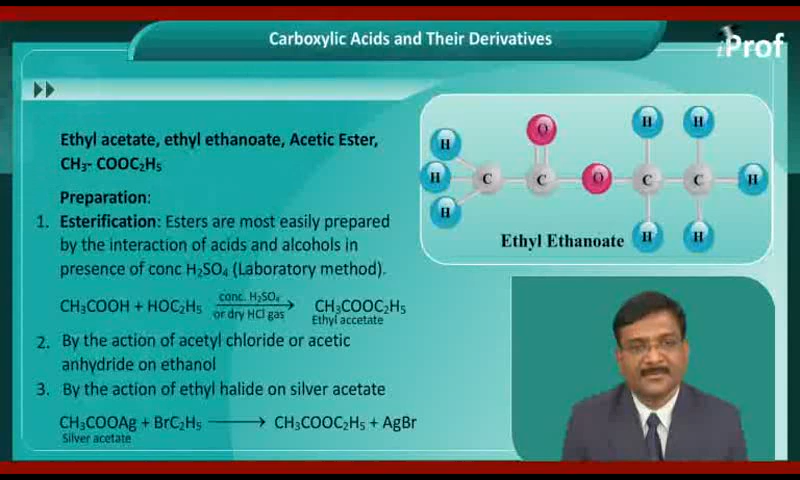 Carboxylic Acids and Their Derivatives
iProf
Ethyl acetate, ethyl ethanoate, Acetic Ester,
CH₃- COOC₂H₅
Preparation:
1. Esterification: Esters are most easily prepared
by the interaction of acids and alcohols in
presence of conc H₂SO₄ (Laboratory method).
CH₃COOH + HOC₂H₅ conc. H₂SO₄ or dry HCl gas → CH₃COOC₂H₅
Ethyl accetate
2. By the action of acetyl chloride or acetic
anhydride on ethanol
3. By the action of ethyl halide on silver acetate
CH₃COOAg + BrC₂H₅ → CH₃COOC₂H₅ + AgBr
Silver acetate
O H H
H
H C C O C C H
H
H H
Ethyl Ethanoate